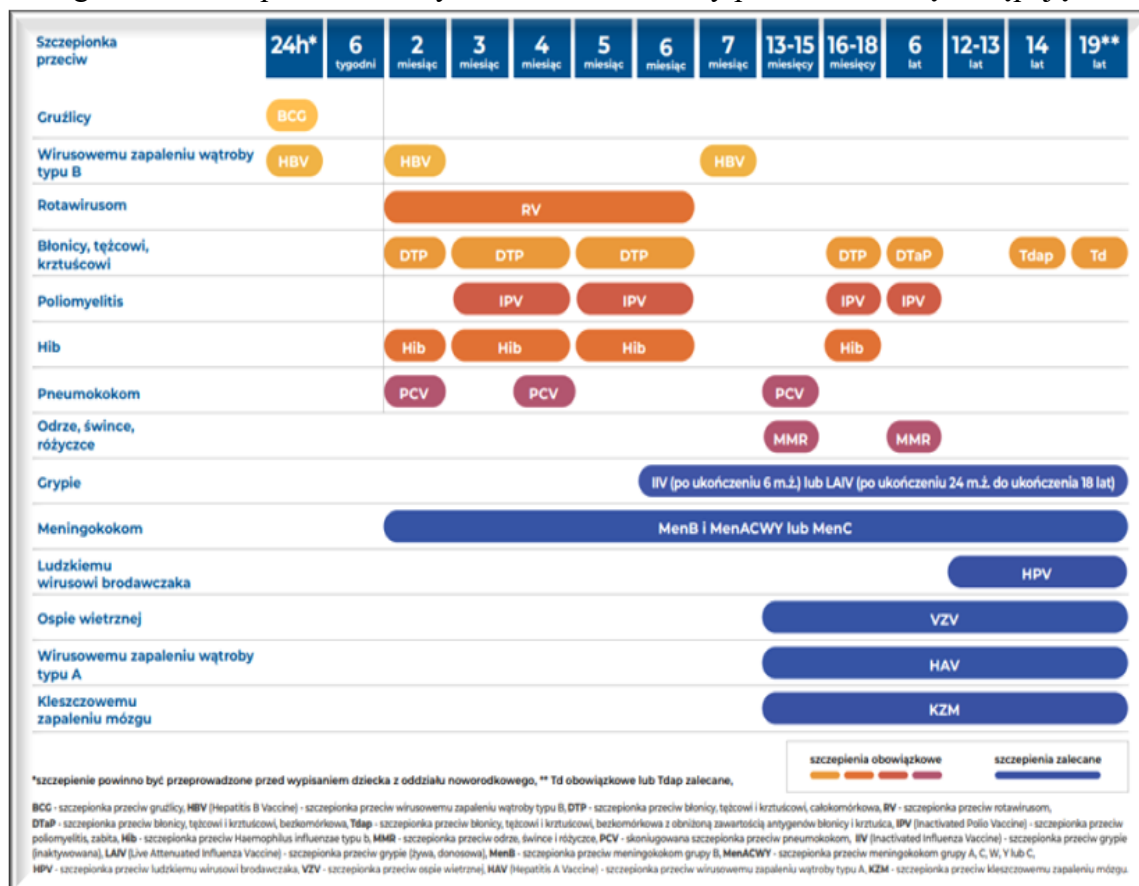 Szczepionka
przeciw
24h* 6 tygodni 2 miesiąc 3 miesiąc 4 miesiąc 5 miesiąc 6 miesiąc 7 miesiąc 13-15 miesięcy 16-18 miesięcy 6 lat 12-13 lat 14 lat 19** lat
Gruźlicy BCG
Wirusowemu zapaleniu wątroby
typu B
HBV HBV HBV
Rotawirusom RV
Błonicy, tężcowi,
krztuścowi
DTP DTP DTP DTP DTaP Tdap Td
Poliomyelitis IPV IPV IPV IPV
Hib Hib Hib Hib Hib
Pneumokokom PCV PCV PCV
Odrze, śwince,
różyczce
MMR MMR
Grypie IIV (po ukończeniu 6 m.ż.) lub LAIV (po ukończeniu 24 m.ż. do ukończenia 18 lat)
Meningokokom MenB i MenACWY lub MenC
Ludzkiemu
wirusowi brodawczaka
HPV
Ospie wietrznej VZV
Wirusowemu zapaleniu wątroby
typu A
HAV
Kleszczowemu
zapaleniu mózgu
KZM
szczepienia obowiązkowe szczepienia zalecane
*szczepienie powinno być przeprowadzone przed wypisaniem dziecka z oddziału noworodkowego, ** Td obowiązkowe lub Tdap zalecane,
BCG - szczepionka przeciw gruźlicy, HBV (Hepatitis B Vaccine) - szczepionka przeciw wirusowemu zapaleniu wątroby typu B, DTP - szczepionka przeciw błonicy, tężcowi i krztuścowi, całokomórkowa, RV - szczepionka przeciw rotawirusom,
DTaP - szczepionka przeciw błonicy, tężcowi i krztuścowi, bezkomórkowa, Tdap - szczepionka przeciw błonicy, tężcowi i krztuścowi, bezkomórkowa z obniżoną zawartością antygenów błonicy i krztuśca, IPV (Inactivated Polio Vaccine) - szczepionka przeciw
poliomyelitis, zabita, Hib - szczepionka przeciw Haemophilus influenzae typu b, MMR - szczepionka przeciw odrze, śwince i różyczce, PCV - skoniugowana szczepionka przeciw pneumokokom, IIV (Inactivated Influenza Vaccine) - szczepionka przeciw grypie
(inaktywowana), LAIV (Live Attenuated Influenza Vaccine) - szczepionka przeciw grypie (żywa, donosowa), MenB - szczepionka przeciw meningokokom grupy B, MenACWY - szczepionka przeciw meningokokom grupy A, C, W, Y lub C,
HPV - szczepionka przeciw ludzkiemu wirusowi brodawczaka, VZV - szczepionka przeciw ospie wietrznej, HAV (Hepatitis A Vaccine) - szczepionka przeciw wirusowemu zapaleniu wątroby typu A, KZM - szczepionka przeciw kleszczowemu zapaleniu mózgu